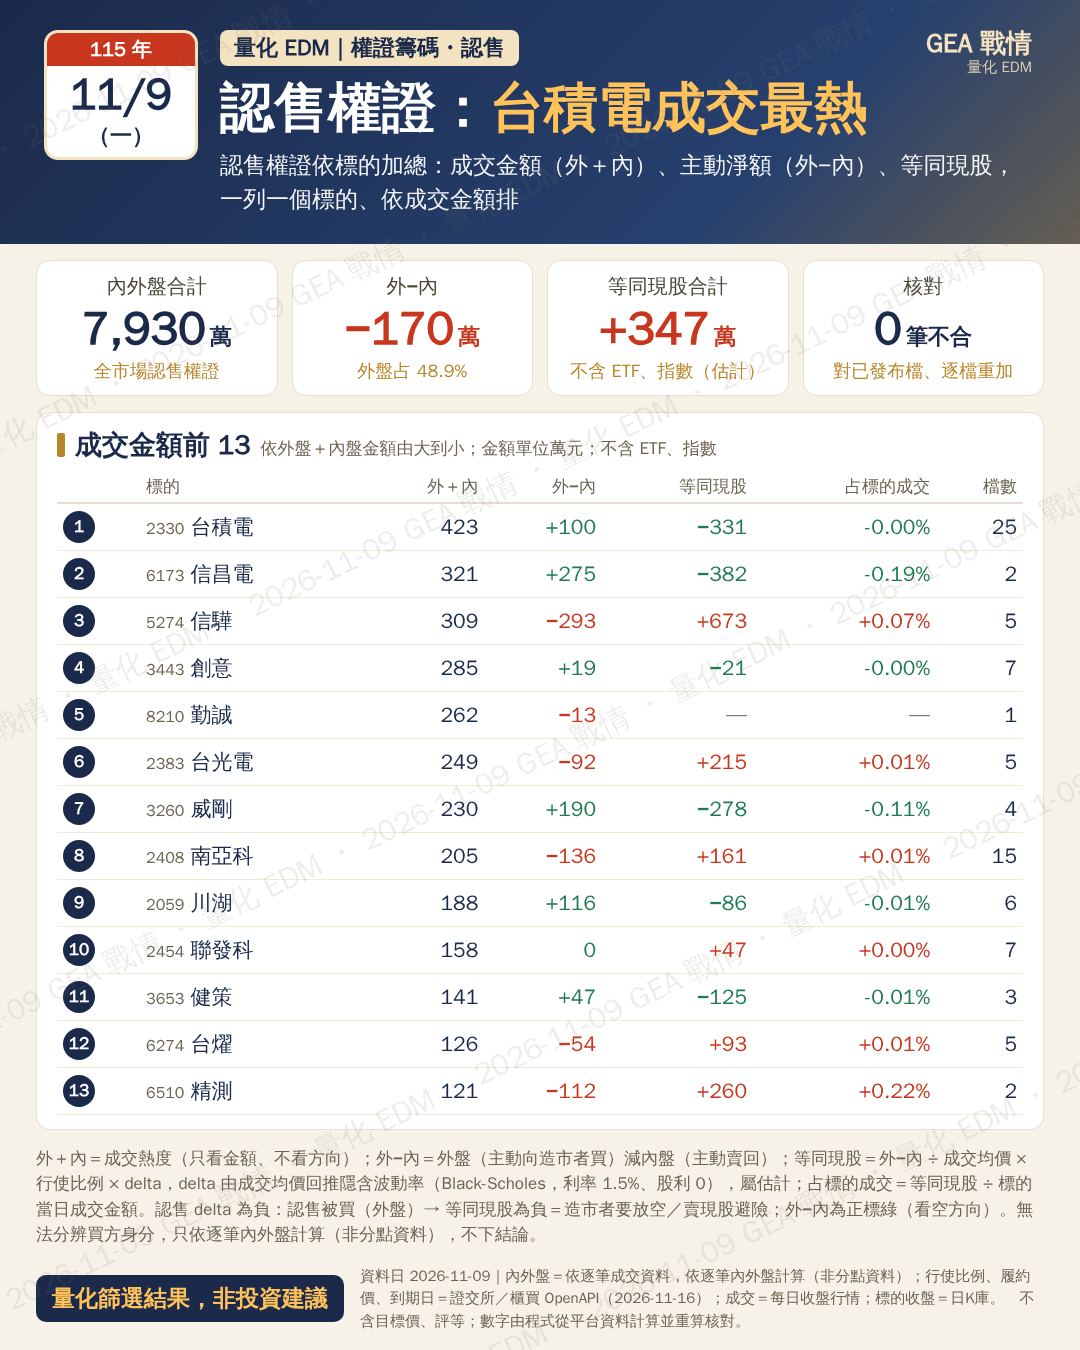 115 年
11/9
（一）
量化 EDM｜權證籌碼・認售
GEA 戰情
量化 EDM
認售權證：台積電成交最熱
認售權證依標的加總：成交金額（外＋內）、主動淨額（外−內）、等同現股，
一列一個標的、依成交金額排
內外盤合計
7,930 萬
全市場認售權證
外−內
−170 萬
外盤占 48.9%
等同現股合計
+347 萬
不含 ETF、指數（估計）
核對
0 筆不合
對已發布檔、逐檔重加
成交金額前 13 依外盤＋內盤金額由大到小；金額單位萬元；不含 ETF、指數
標的 外＋內 外−內 等同現股 占標的成交 檔數
1 2330 台積電 423 +100 −331 -0.00% 25
2 6173 信昌電 321 +275 −382 -0.19% 2
3 5274 信驊 309 −293 +673 +0.07% 5
4 3443 創意 285 +19 −21 -0.00% 7
5 8210 勤誠 262 −13 — — 1
6 2383 台光電 249 −92 +215 +0.01% 5
7 3260 威剛 230 +190 −278 -0.11% 4
8 2408 南亞科 205 −136 +161 +0.01% 15
9 2059 川湖 188 +116 −86 -0.01% 6
10 2454 聯發科 158 0 +47 +0.00% 7
11 3653 健策 141 +47 −125 -0.01% 3
12 6274 台燿 126 −54 +93 +0.01% 5
13 6510 精測 121 −112 +260 +0.22% 2
外＋內＝成交熱度（只看金額、不看方向）；外−內＝外盤（主動向造市者買）減內盤（主動賣回）；等同現股＝外−內 ÷ 成交均價 ×
行使比例 × delta，delta 由成交均價回推隱含波動率（Black-Scholes，利率 1.5%、股利 0），屬估計；占標的成交＝等同現股 ÷ 標的
當日成交金額。認售 delta 為負：認售被買（外盤）→ 等同現股為負＝造市者要放空／賣現股避險；外−內為正標綠（看空方向）。無
法分辨買方身分，只依逐筆內外盤計算（非分點資料），不下結論。
量化篩選結果，非投資建議
資料日 2026-11-09｜內外盤＝依逐筆成交資料，依逐筆內外盤計算（非分點資料）；行使比例、履約
價、到期日＝證交所／櫃買 OpenAPI（2026-11-16）；成交＝每日收盤行情；標的收盤＝日K庫。 不
含目標價、評等；數字由程式從平台資料計算並重算核對。